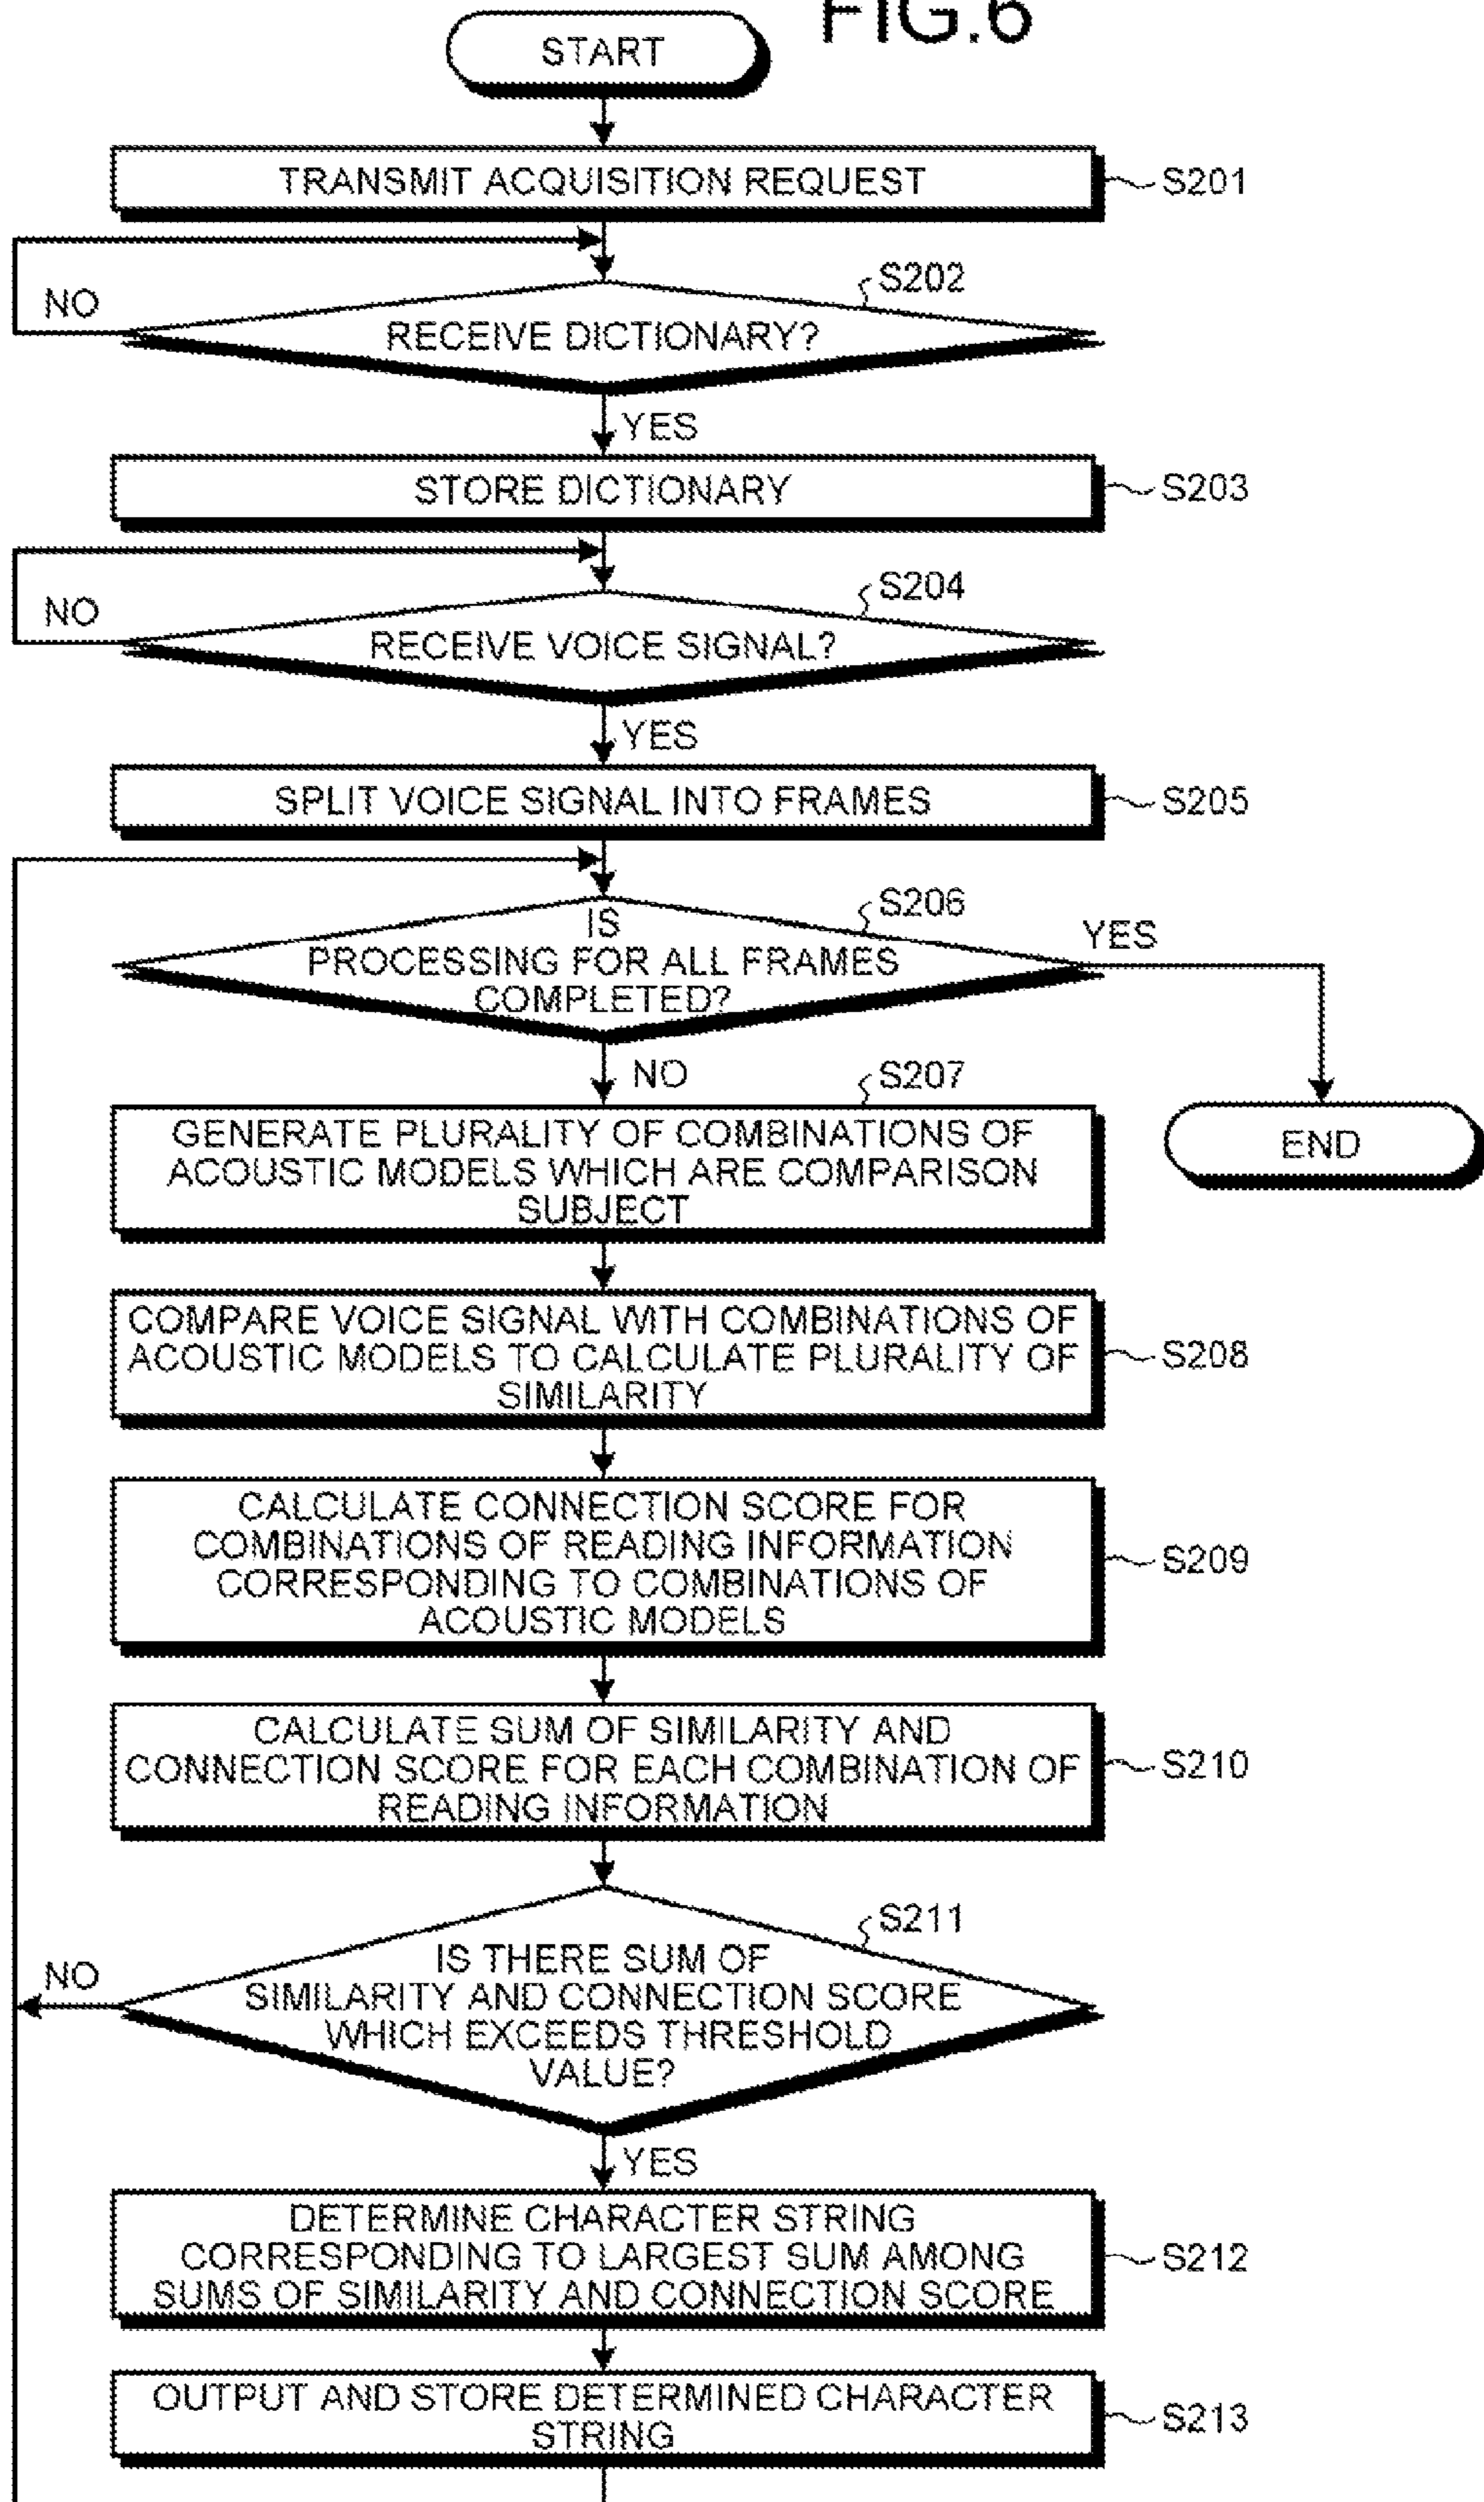 FIG.6
START
TRANSMIT ACQUISITION REQUEST
S201
NO
S202
RECEIVE DICTIONARY?
YES
STORE DICTIONARY
S203
NO
S204
RECEIVE VOICE SIGNAL?
YES
SPLIT VOICE SIGNAL INTO FRAMES
S205
S206
IS
PROCESSING FOR ALL FRAMES
COMPLETED?
YES
NO
S207
GENERATE PLURALITY OF COMBINATIONS OF
ACOUSTIC MODELS WHICH ARE COMPARISON
SUBJECT
END
COMPARE VOICE SIGNAL WITH COMBINATIONS OF
ACOUSTIC MODELS TO CALCULATE PLURALITY OF
SIMILARITY
S208
CALCULATE CONNECTION SCORE FOR
COMBINATIONS OF READING INFORMATION
CORRESPONDING TO COMBINATIONS OF
ACOUSTIC MODELS
S209
CALCULATE SUM OF SIMILARITY AND
CONNECTION SCORE FOR EACH COMBINATION OF
READING INFORMATION
S210
S211
NO
IS THERE SUM OF
SIMILARITY AND CONNECTION SCORE
WHICH EXCEEDS THRESHOLD
VALUE?
YES
DETERMINE CHARACTER STRING
CORRESPONDING TO LARGEST SUM AMONG
SUMS OF SIMILARITY AND CONNECTION SCORE
S212
OUTPUT AND STORE DETERMINED CHARACTER
STRING
S213